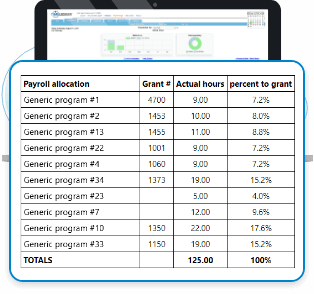 Payroll allocation Grant # Actual hours percent to grant
Generic program #1 4700 9.00 7.2%
Generic program #2 1453 10.00 8.0%
Generic program #13 1455 11.00 8.8%
Generic program #22 1001 9.00 7.2%
Generic program #4 1060 9.00 7.2%
Generic program #34 1373 19.00 15.2%
Generic program #23 5.00 4.0%
Generic program #7 12.00 9.6%
Generic program #10 1350 22.00 17.6%
Generic program #33 1150 19.00 15.2%
TOTALS 125.00 100%